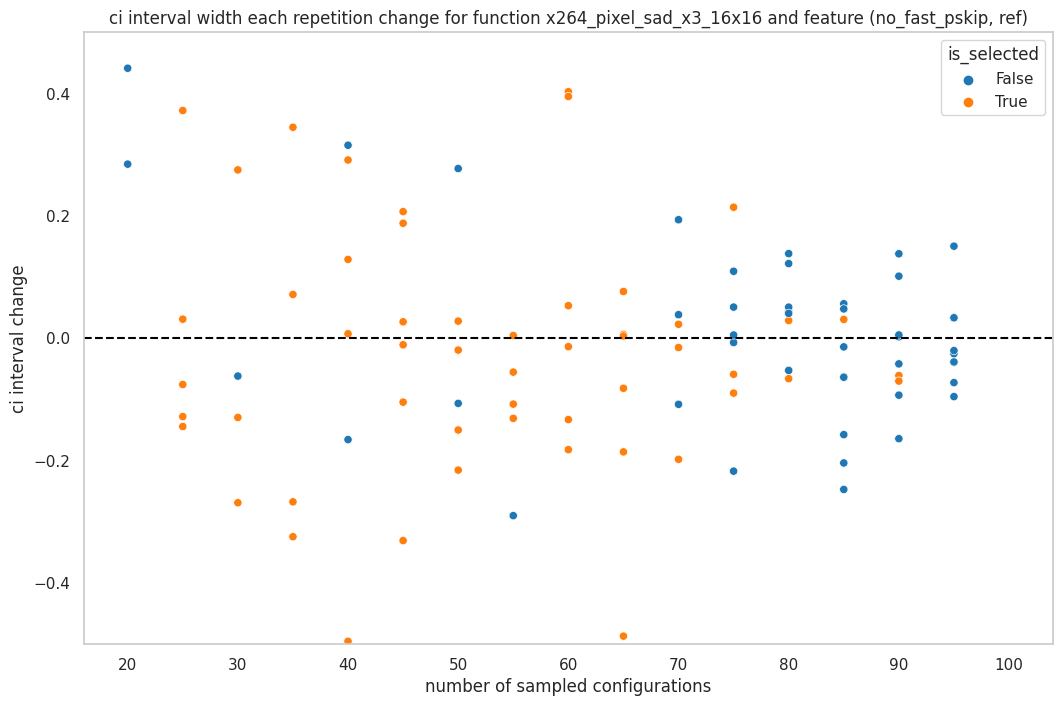 ci interval width each repetition change for function x264_pixel_sad_x3_16x16 and feature (no_fast_pskip, ref)
is_selected
False
True
ci interval change
0.4
0.2
0.0
−0.2
−0.4
20 30 40 50 60 70 80 90 100
number of sampled configurations